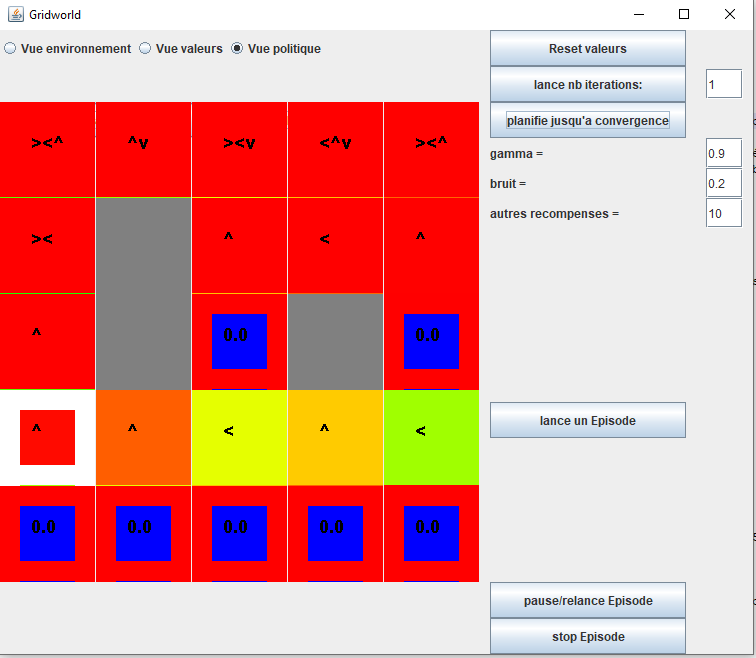 Gridworld
Vue environnement Vue valeurs Vue politique
Reset valeurs
lance nb iterations: 1
planifie jusqu'a convergence
gamma = 0.9
bruit = 0.2
autres recompenses = 10
><^ ^v ><v <^v ><^
>< ^ < ^
^ 0.0 0.0
^ ^ < ^ <
lance un Episode
0.0 0.0 0.0 0.0 0.0
pause/relance Episode
stop Episode